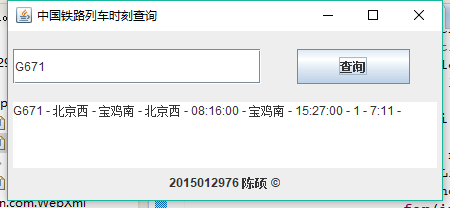 中国铁路列车时刻查询
G671
查询
G671 - 北京西 - 宝鸡南 - 北京西 - 08:16:00 - 宝鸡南 - 15:27:00 - 1 - 7:11 -
2015012976 陈硕 ©
n.com.WebXml